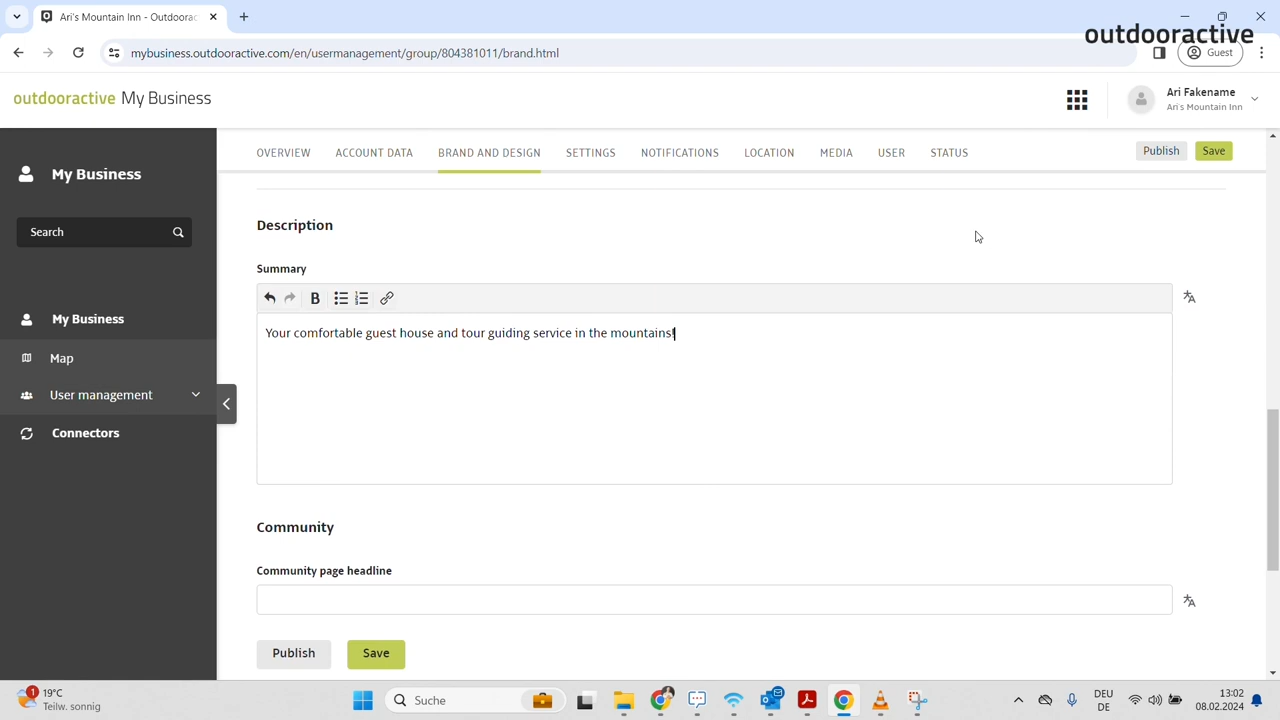 Ari's Mountain Inn - Outdoorac
outdooractive
mybusiness.outdooractive.com/en/usermanagement/group/804381011/brand.html
Guest
outdooractive My Business
Ari Fakename
Ari's Mountain Inn
My Business
Search
My Business
Map
User management
Connectors
OVERVIEW ACCOUNT DATA BRAND AND DESIGN SETTINGS NOTIFICATIONS LOCATION MEDIA USER STATUS Publish Save
Description
Summary
B
Your comfortable guest house and tour guiding service in the mountains!
Community
Community page headline
Publish Save
1 19°C
Teilw. sonnig
Suche
DEU
DE
13:02
08.02.2024